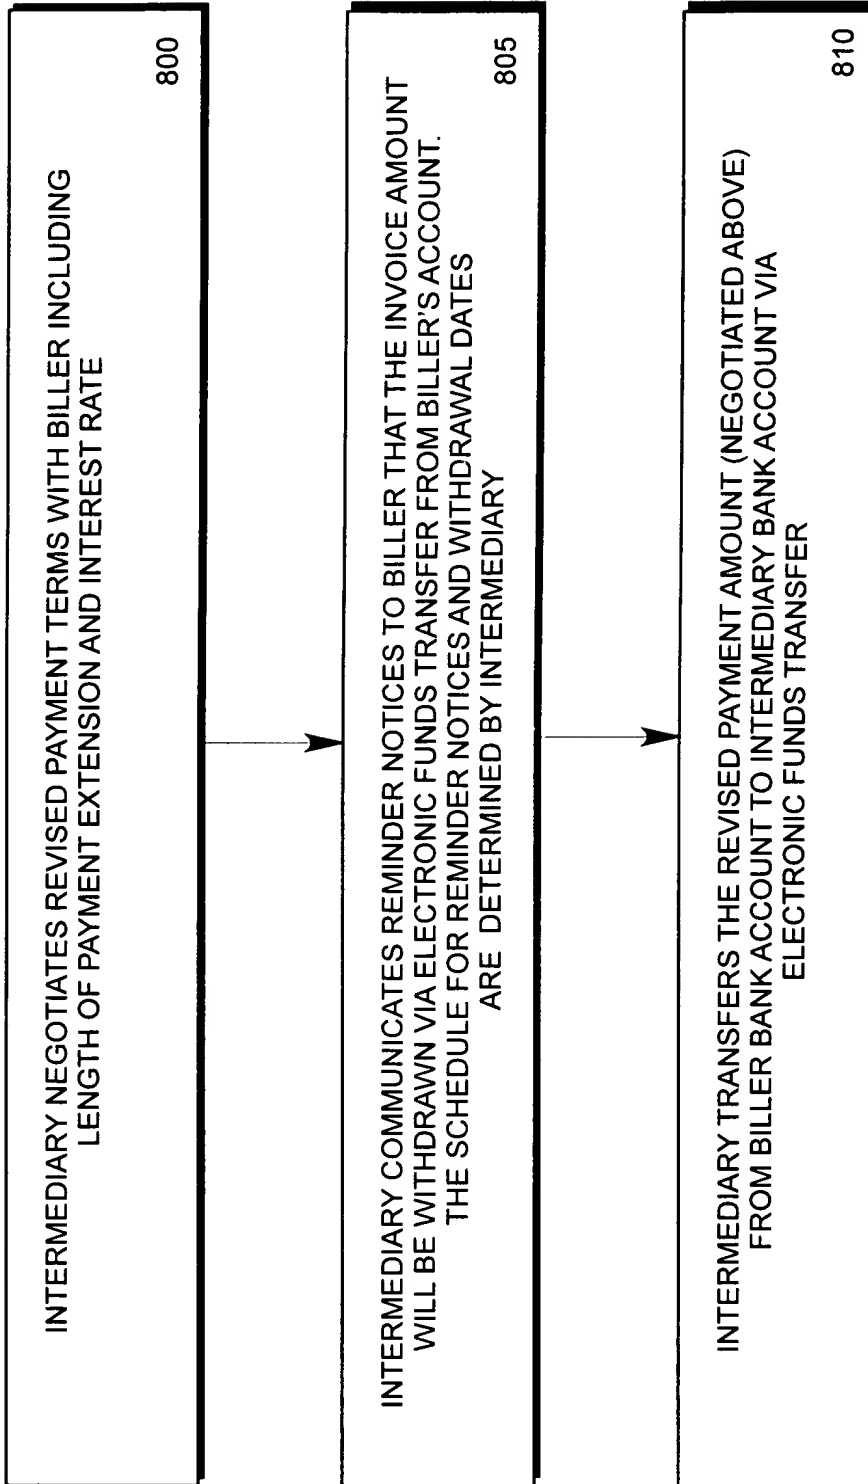 INTERMEDIARY NEGOTIATES REVISED PAYMENT TERMS WITH BILLER INCLUDING
LENGTH OF PAYMENT EXTENSION AND INTEREST RATE
800
INTERMEDIARY COMMUNICATES REMINDER NOTICES TO BILLER THAT THE INVOICE AMOUNT
WILL BE WITHDRAWN VIA ELECTRONIC FUNDS TRANSFER FROM BILLER'S ACCOUNT.
THE SCHEDULE FOR REMINDER NOTICES AND WITHDRAWAL DATES
ARE DETERMINED BY INTERMEDIARY
805
INTERMEDIARY TRANSFERS THE REVISED PAYMENT AMOUNT (NEGOTIATED ABOVE)
FROM BILLER BANK ACCOUNT TO INTERMEDIARY BANK ACCOUNT VIA
ELECTRONIC FUNDS TRANSFER
810